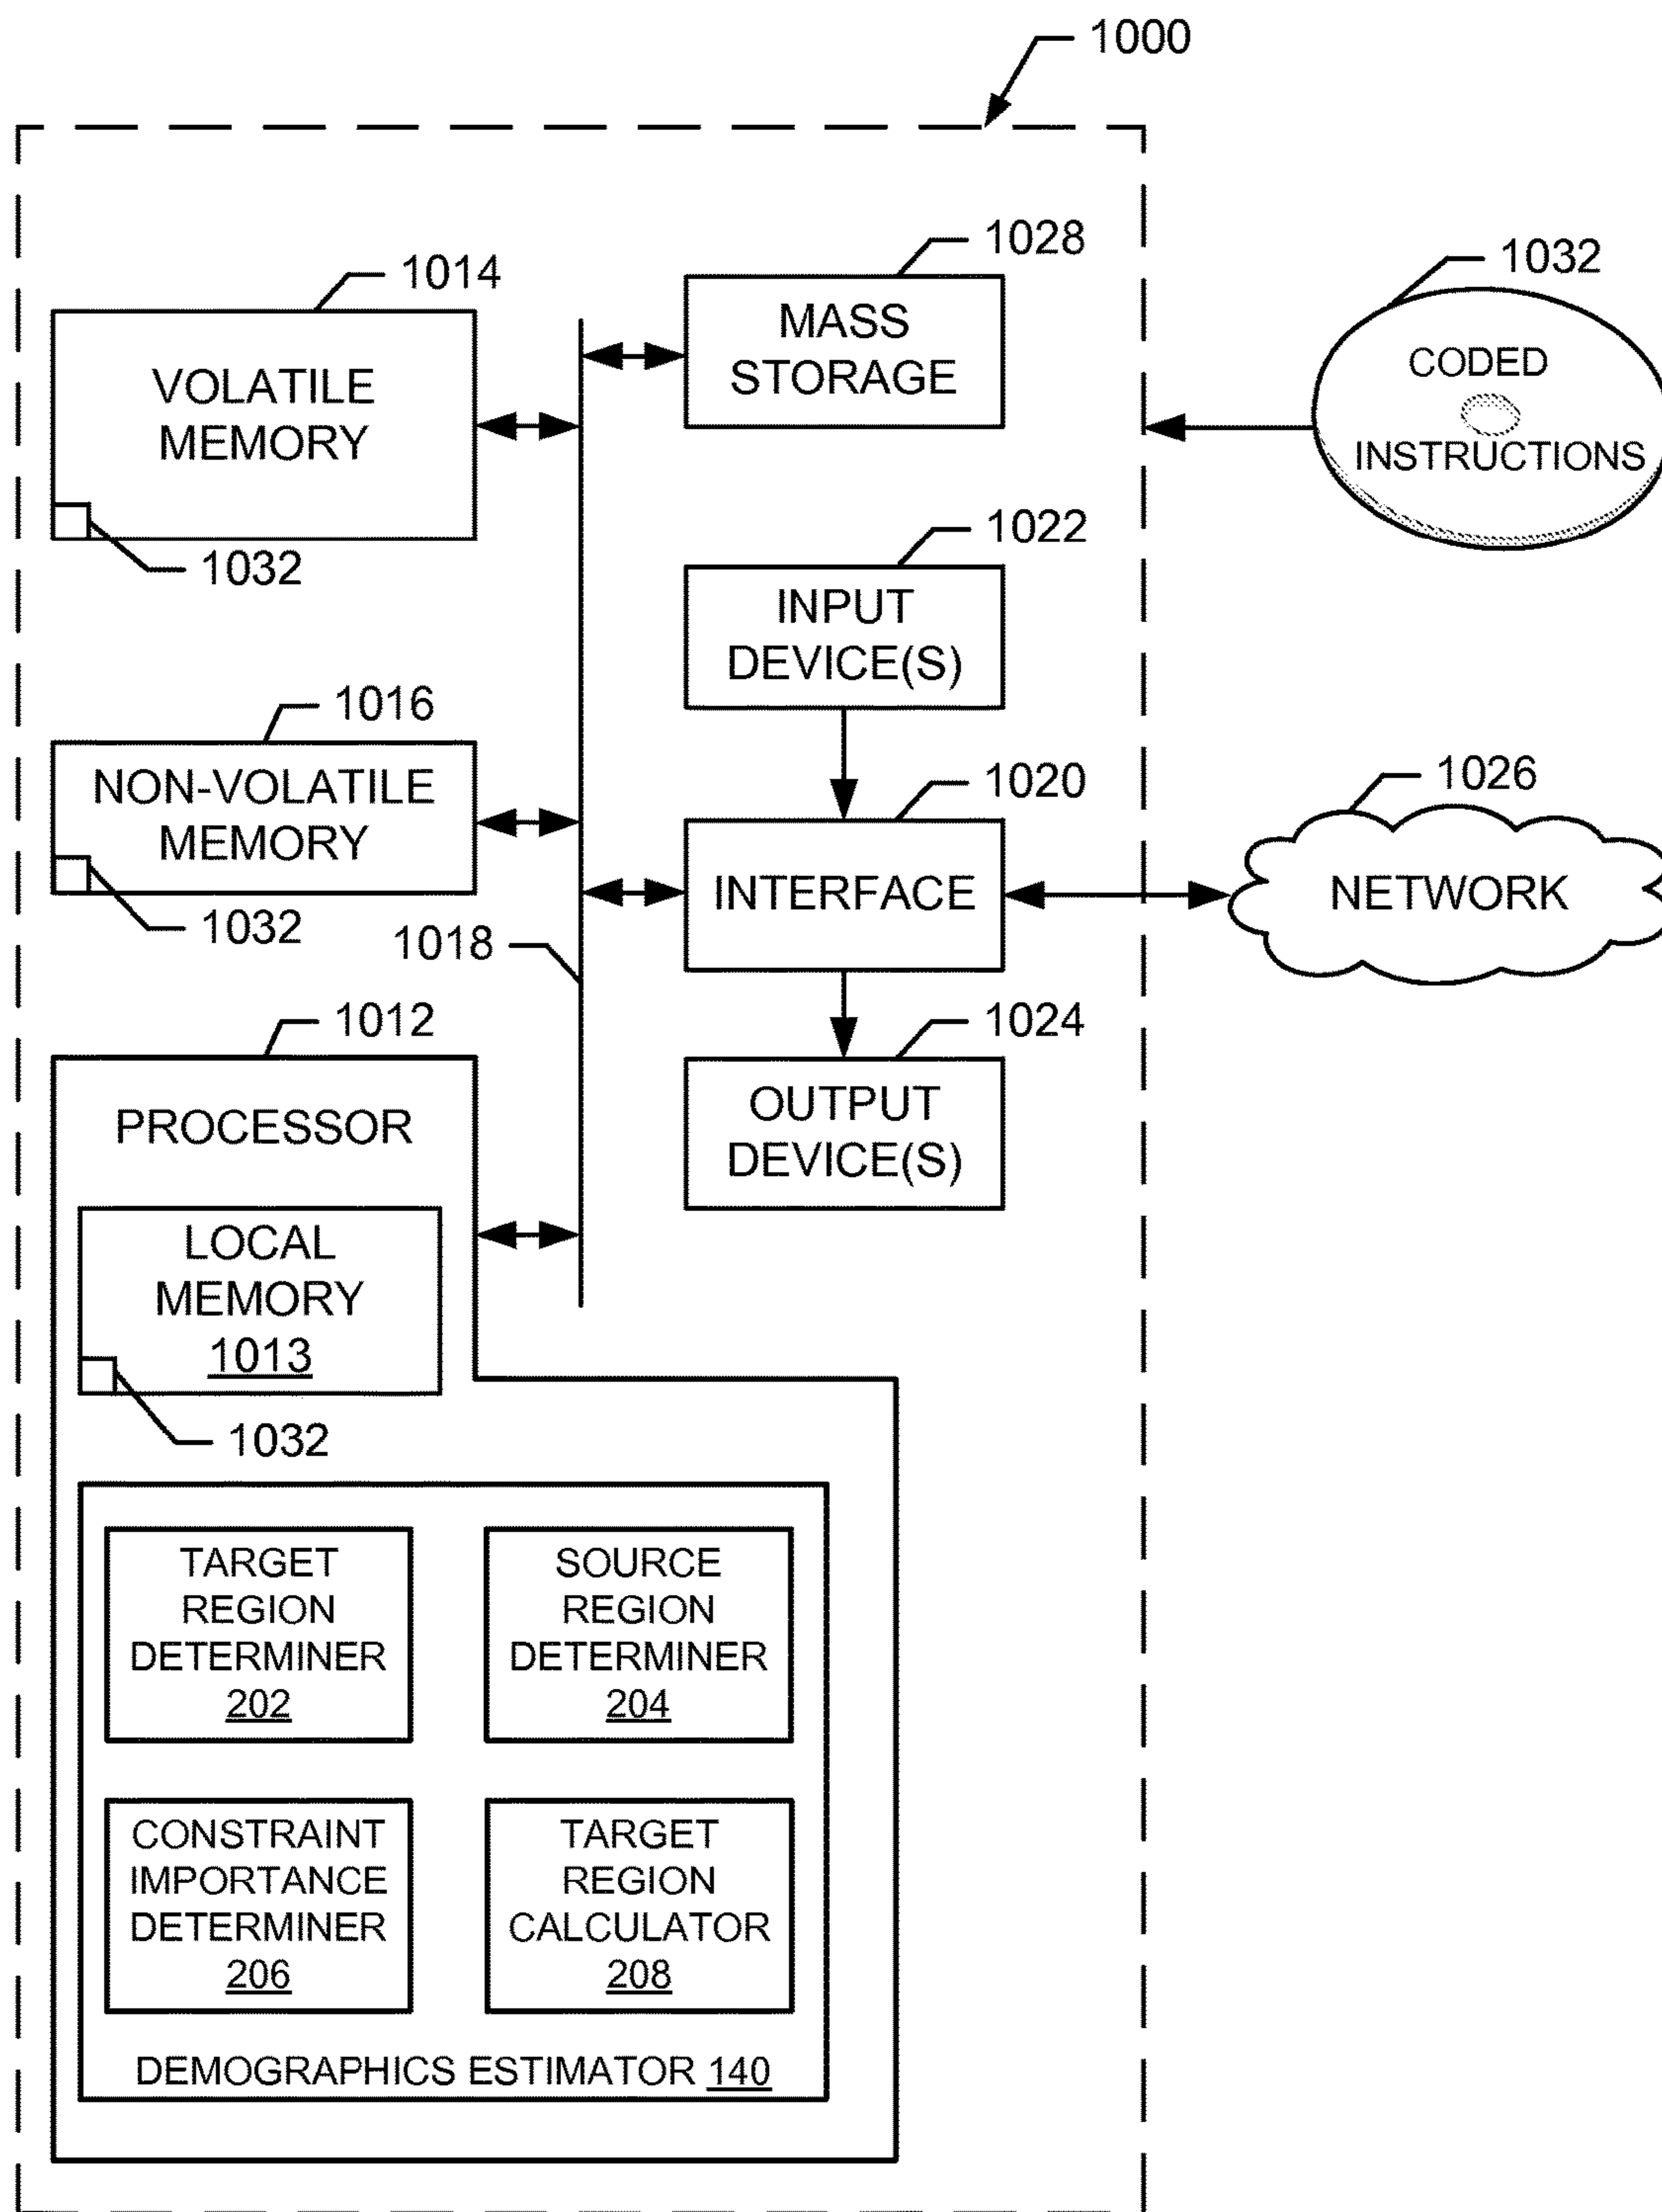 1000
1028
1014
MASS
STORAGE
VOLATILE
MEMORY
1032
1032
CODED
INSTRUCTIONS
1022
INPUT
DEVICE(S)
1016
NON-VOLATILE
MEMORY
1032
1020
INTERFACE
1026
NETWORK
1018
1012
PROCESSOR
1024
OUTPUT
DEVICE(S)
LOCAL
MEMORY
1013
1032
TARGET
REGION
DETERMINER
202
SOURCE
REGION
DETERMINER
204
CONSTRAINT
IMPORTANCE
DETERMINER
206
TARGET
REGION
CALCULATOR
208
DEMOGRAPHICS ESTIMATOR 140